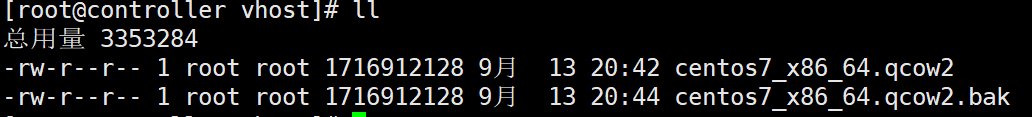 [root@controller vhost]# ll
总用量 3353284
-rw-r--r-- 1 root root 1716912128 9月  13 20:42 centos7_x86_64.qcow2
-rw-r--r-- 1 root root 1716912128 9月  13 20:44 centos7_x86_64.qcow2.bak